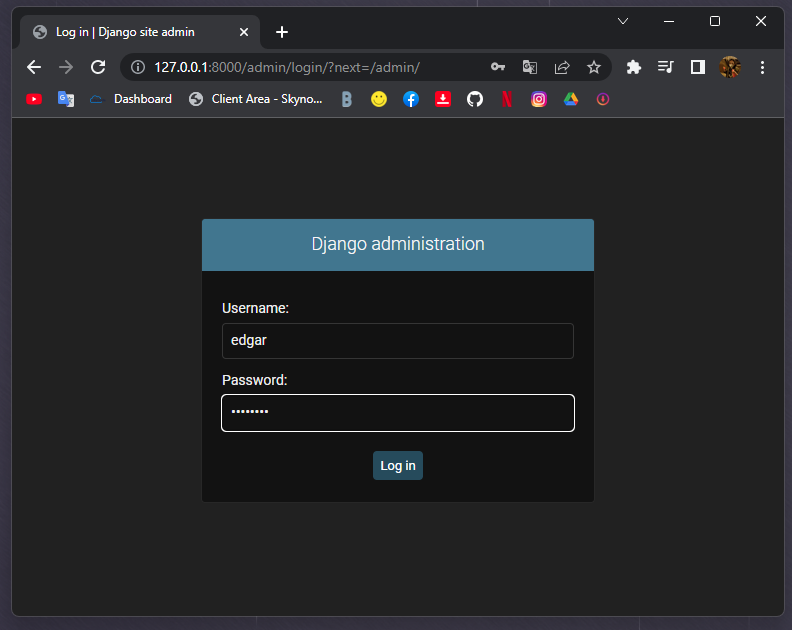 Log in | Django site admin
127.0.0.1:8000/admin/login/?next=/admin/
Dashboard
Client Area - Skyno...
Django administration
Username:
edgar
Password:
••••••••
Log in